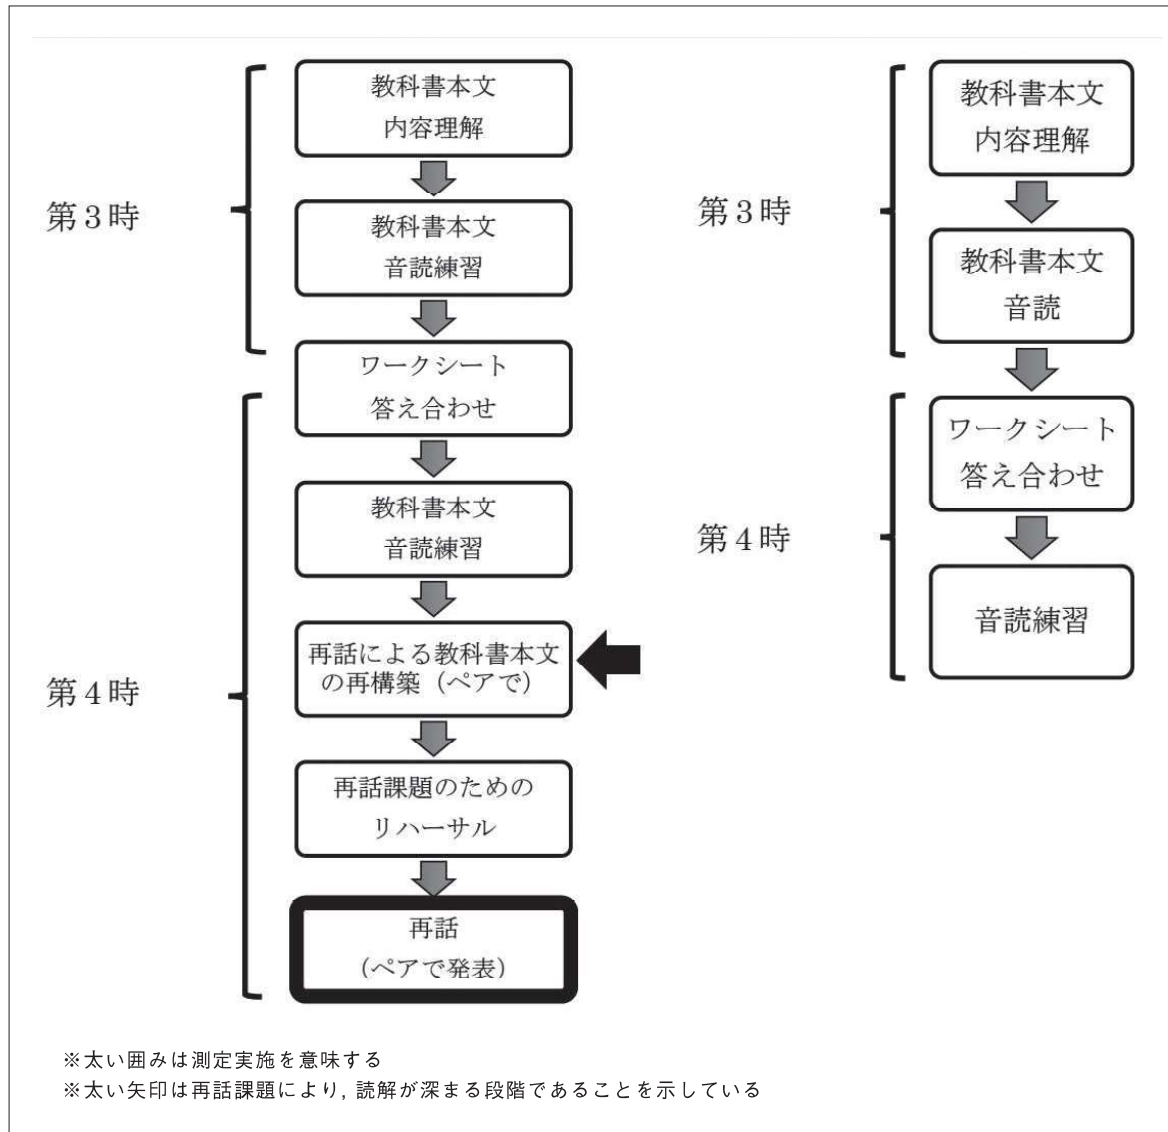 第3時
教科書本文
内容理解
教科書本文
音読練習
第4時
ワークシート
答え合わせ
教科書本文
音読練習
再話による教科書本文
の再構築(ペアで)
再話課題のための
リハーサル
再話
(ペアで発表)
第3時
教科書本文
内容理解
教科書本文
音読
第4時
ワークシート
答え合わせ
音読練習
※太い囲みは測定実施を意味する
※太い矢印は再話課題により, 読解が深まる段階であることを示している